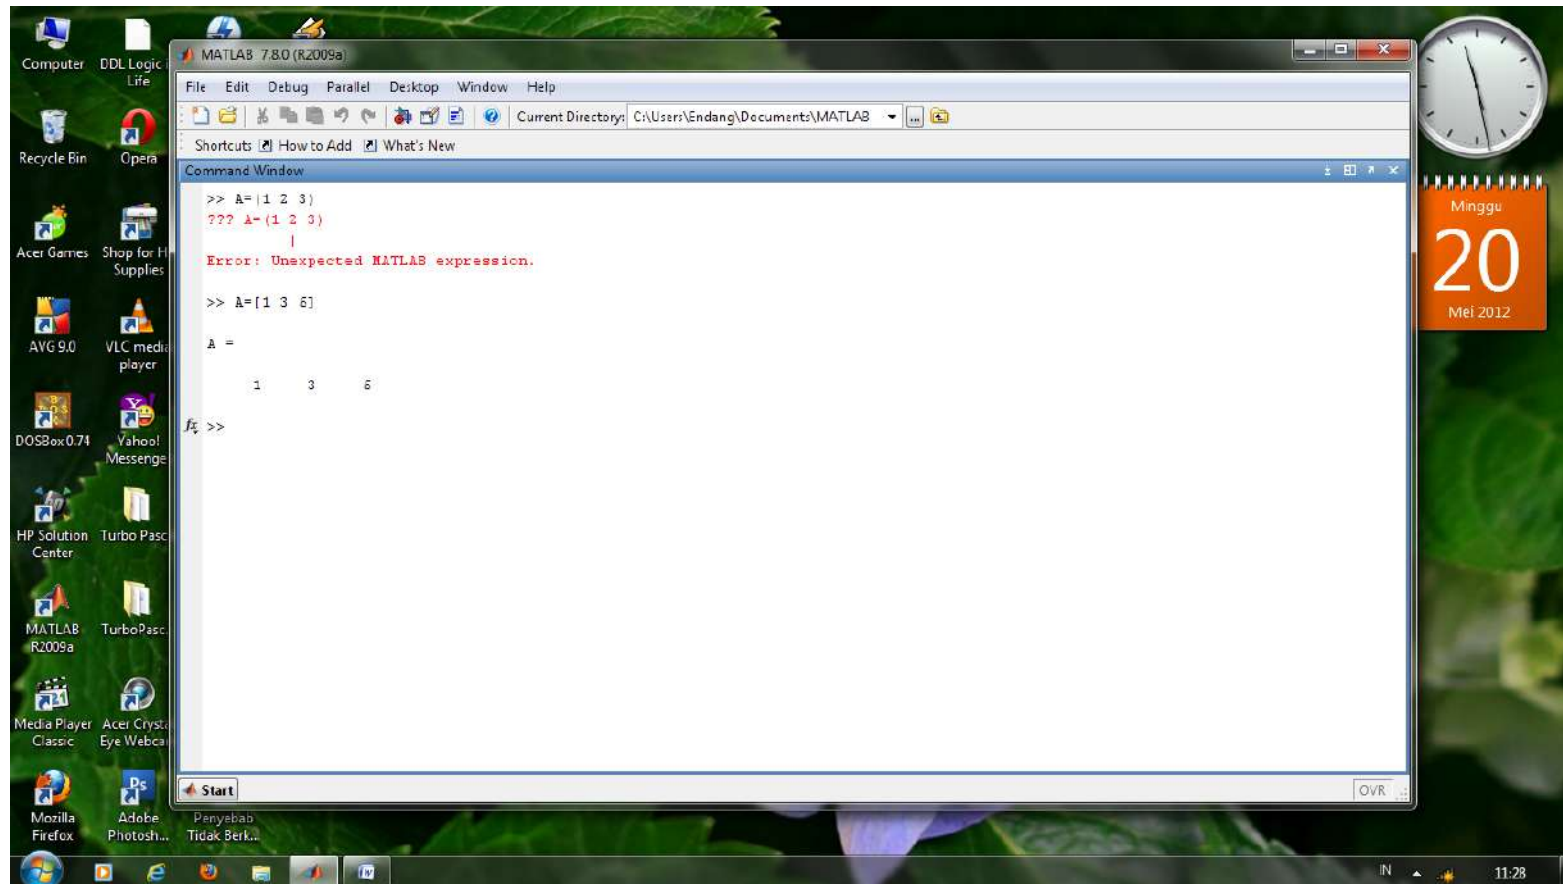 Computer
DDL Logic i
Life
Recycle Bin
Opera
Acer Games
Shop for H
Supplies
AVG 9.0
VLC media
player
DOSBox 0.74
Yahoo!
Messenge
HP Solution
Center
Turbo Pasc
MATLAB
R2009a
TurboPasc.
Media Player
Classic
Acer Crysta
Eye Webca
Mozilla
Firefox
Adobe
Photosh...
Penyebab
Tidak Berk...
MATLAB 7.8.0 (R2009a)
File Edit Debug Parallel Desktop Window Help
Current Directory: C:\Users\Endang\Documents\MATLAB
Shortcuts How to Add What's New
Command Window
>> A=(1 2 3)
??? A=(1 2 3)
|
Error: Unexpected MATLAB expression.
>> A=[1 3 6]
A =
1 3 6
fx >>
Start
OVR
Minggu
20
Mei 2012
IN
11:28